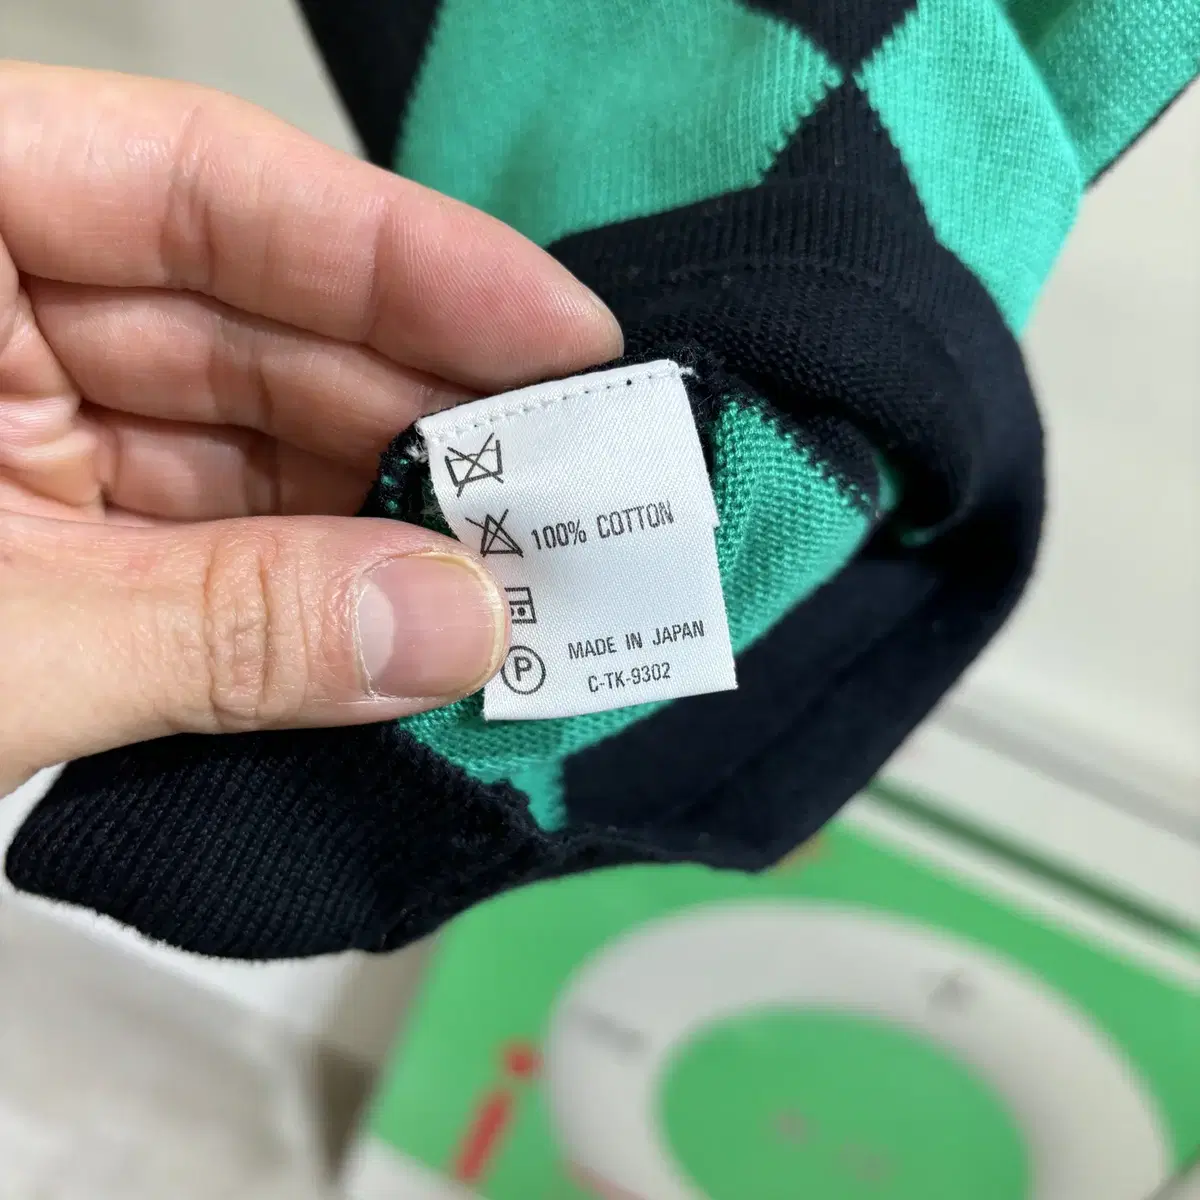 100% COTTON
MADE IN JAPAN
C-TK-9302
P